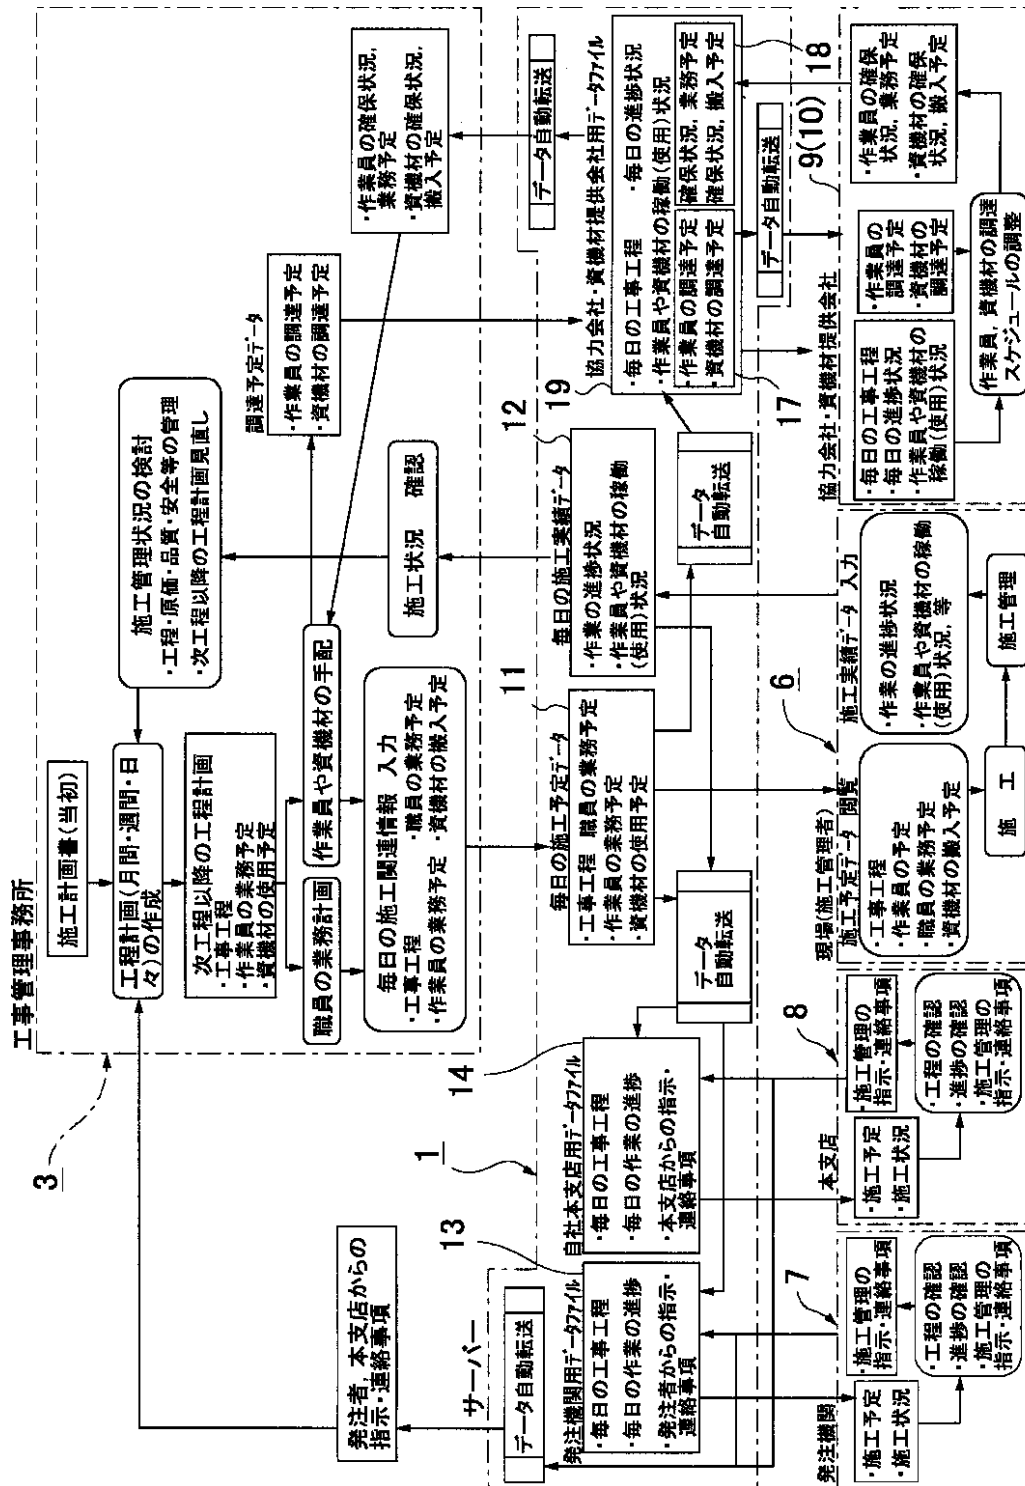 工事管理事務所
3
施工計画書(当初)
工程計画(月間・週間・日
々)の作成
施工管理状況の検討
・工程・原価・品質・安全等の管理
・次工程以降の工程計画見直し
次工程以降の工程計画
・工事工程
・作業員の業務予定
・資機材の使用予定
職員の業務計画
作業員や資機材の手配
毎日の施工関連情報 入力
・工事工程 ・職員の業務予定
・作業員の業務予定 ・資機材の搬入予定
施工状況 確認
調達予定データ
・作業員の調達予定
・資機材の調達予定
・作業員の確保状況,
業務予定
・資機材の確保状況,
搬入予定
発注者,本支店からの
指示・連絡事項
サーバー
1
データ自動転送
発注機関用データファイル
13
・毎日の工事工程
・毎日の作業の進捗
・発注者からの指示・
連絡事項
自社本支店用データファイル
14
・毎日の工事工程
・毎日の作業の進捗
・本支店からの指示・
連絡事項
データ
自動転送
毎日の施工予定データ
11
・工事工程 職員の業務予定
・作業員の業務予定
・資機材の使用予定
毎日の施工実績データ
12
・作業の進捗状況
・作業員や資機材の稼働
(使用)状況
データ
自動転送
協力会社・資機材提供会社用データファイル
19
・毎日の工事工程 ・毎日の進捗状況
・作業員や資機材の稼働(使用)状況
・作業員の調達予定
・資機材の調達予定
確保状況,業務予定
確保状況,搬入予定
17
18
データ自動転送
データ自動転送
発注機関
7
・施工予定
・施工状況
・施工管理の
指示・連絡事項
・工程の確認
・進捗の確認
・施工管理の
指示・連絡事項
本支店
8
・施工予定
・施工状況
・施工管理の
指示・連絡事項
・工程の確認
・進捗の確認
・施工管理の
指示・連絡事項
現場(施工管理者)
6
施工予定データ 閲覧
・工事工程
・作業員の予定
・職員の業務予定
・資機材の搬入予定
施 工
施工実績データ 入力
・作業の進捗状況
・作業員や資機材の稼働
(使用)状況,等
施工管理
協力会社・資機材提供会社
9(10)
・毎日の工事工程
・毎日の進捗状況
・作業員や資機材の
稼働(使用)状況
・作業員の
調達予定
・資機材の
調達予定
・作業員の確保
状況,業務予定
・資機材の確保
状況,搬入予定
作業員,資機材の調達
スケジュールの調整